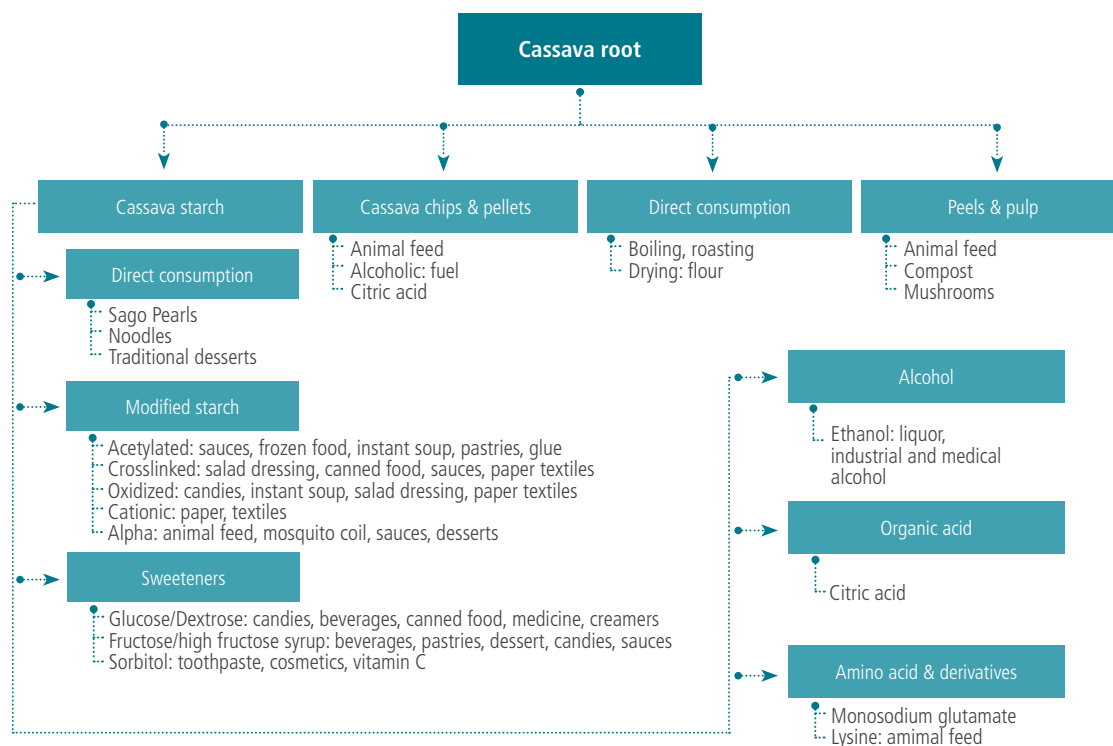 Cassava root
Cassava starch
Cassava chips & pellets
Direct consumption
Peels & pulp
Animal feed
Alcoholic: fuel
Citric acid
Boiling, roasting
Drying: flour
Animal feed
Compost
Mushrooms
Direct consumption
Sago Pearls
Noodles
Traditional desserts
Modified starch
Acetylated: sauces, frozen food, instant soup, pastries, glue
Crosslinked: salad dressing, canned food, sauces, paper textiles
Oxidized: candies, instant soup, salad dressing, paper textiles
Cationic: paper, textiles
Alpha: animal feed, mosquito coil, sauces, desserts
Sweeteners
Glucose/Dextrose: candies, beverages, canned food, medicine, creamers
Fructose/high fructose syrup: beverages, pastries, dessert, candies, sauces
Sorbitol: toothpaste, cosmetics, vitamin C
Alcohol
Ethanol: liquor,
industrial and medical
alcohol
Organic acid
Citric acid
Amino acid & derivatives
Monosodium glutamate
Lysine: amimal feed